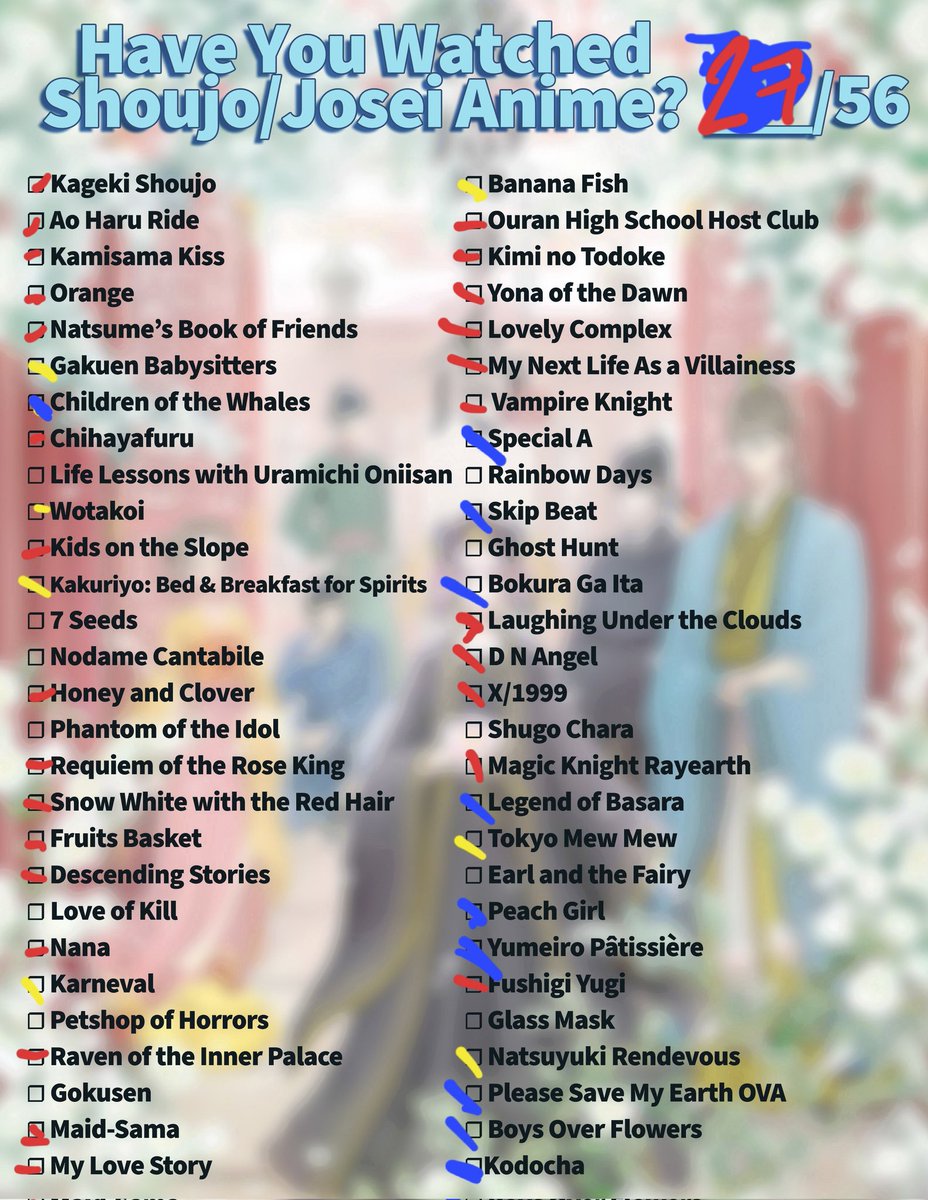 Have You Watched
Shoujo/Josei Anime? 27/56
Kageki Shoujo
Ao Haru Ride
Kamisama Kiss
Orange
Natsume’s Book of Friends
Gakuen Babysitters
Children of the Whales
Chihayafuru
Life Lessons with Uramichi Oniisan
Wotakoi
Kids on the Slope
Kakuriyo: Bed & Breakfast for Spirits
7 Seeds
Nodame Cantabile
Honey and Clover
Phantom of the Idol
Requiem of the Rose King
Snow White with the Red Hair
Fruits Basket
Descending Stories
Love of Kill
Nana
Karneval
Petshop of Horrors
Raven of the Inner Palace
Gokusen
Maid-Sama
My Love Story
Banana Fish
Ouran High School Host Club
Kimi no Todoke
Yona of the Dawn
Lovely Complex
My Next Life As a Villainess
Vampire Knight
Special A
Rainbow Days
Skip Beat
Ghost Hunt
Bokura Ga Ita
Laughing Under the Clouds
D N Angel
X/1999
Shugo Chara
Magic Knight Rayearth
Legend of Basara
Tokyo Mew Mew
Earl and the Fairy
Peach Girl
Yumeiro Pâtissière
Fushigi Yugi
Glass Mask
Natsuyuki Rendevous
Please Save My Earth OVA
Boys Over Flowers
Kodocha